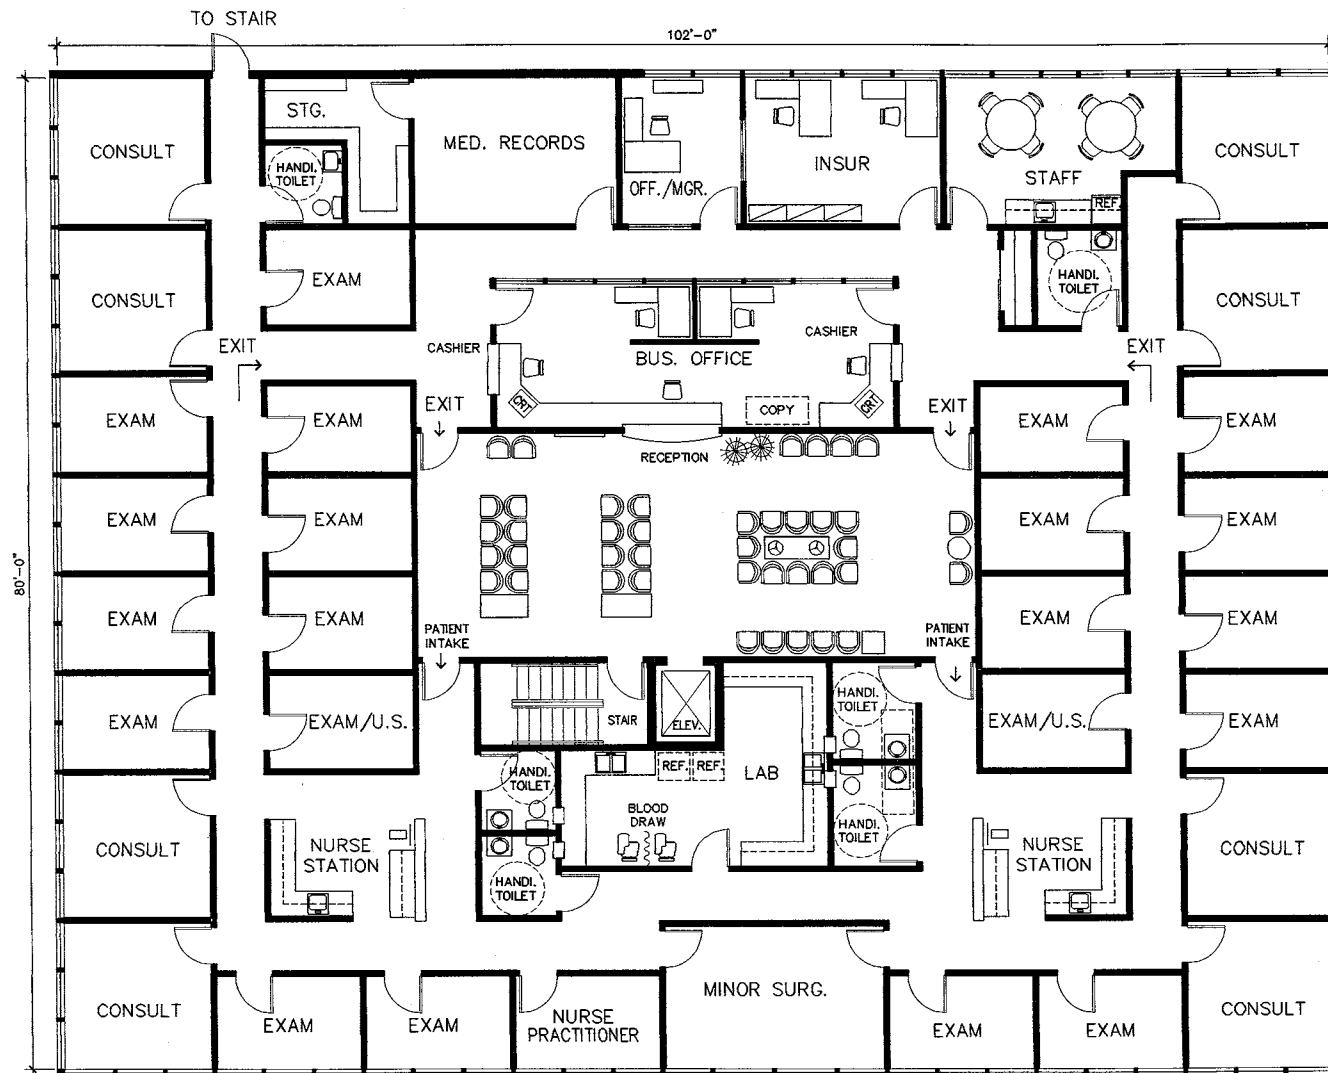 TO STAIR
102'-0"
80'-0"
CONSULT
STG.
HANDI.
TOILET
MED. RECORDS
OFF./MGR.
INSUR
STAFF
REF.
CONSULT
CONSULT
EXAM
HANDI.
TOILET
CONSULT
EXIT
CASHIER
BUS. OFFICE
CASHIER
EXIT
CRT
COPY
CRT
EXAM
EXAM
EXIT
RECEPTION
EXIT
EXAM
EXAM
EXAM
EXAM
EXAM
EXAM
EXAM
EXAM
PATIENT
INTAKE
PATIENT
INTAKE
EXAM
EXAM
EXAM
EXAM/U.S.
STAIR
ELEV.
HANDI.
TOILET
EXAM/U.S.
EXAM
HANDI.
TOILET
REF.
REF.
LAB
BLOOD
DRAW
HANDI.
TOILET
CONSULT
NURSE
STATION
HANDI.
TOILET
NURSE
STATION
CONSULT
CONSULT
EXAM
EXAM
NURSE
PRACTITIONER
MINOR SURG.
EXAM
EXAM
CONSULT